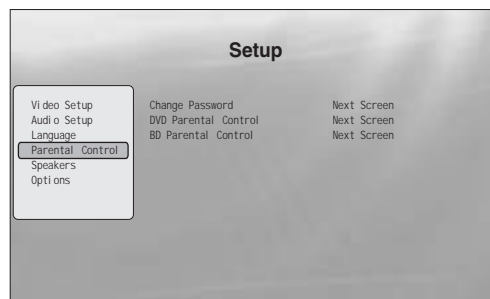 Setup
Video Setup
Audio Setup
Language
Parental Control
Speakers
Options
Change Password Next Screen
DVD Parental Control Next Screen
BD Parental Control Next Screen